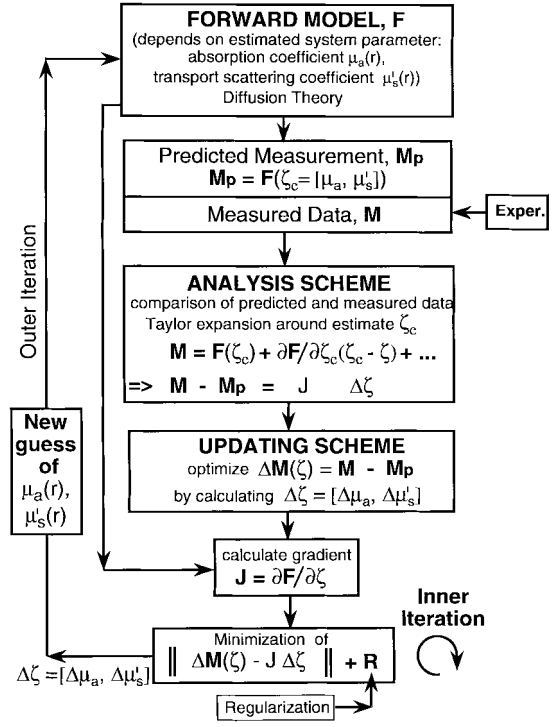 FORWARD MODEL, F
(depends on estimated system parameter:
absorption coefficient μa(r),
transport scattering coefficient μ's(r))
Diffusion Theory
Predicted Measurement, Mp
Mp = F(ζc= [μa, μ's])
Measured Data, M
Exper.
ANALYSIS SCHEME
comparison of predicted and measured data
Taylor expansion around estimate ζc
M = F(ζc) + ∂F/∂ζc(ζc - ζ) + ...
=> M - Mp = J Δζ
UPDATING SCHEME
optimize ΔM(ζ) = M - Mp
by calculating Δζ = [Δμa, Δμ's]
calculate gradient
J = ∂F/∂ζ
Inner
Iteration
Minimization of
‖ ΔM(ζ) - J Δζ ‖ + R
Regularization
Δζ =[Δμa, Δμ's]
New
guess
of
μa(r),
μ's(r)
Outer Iteration